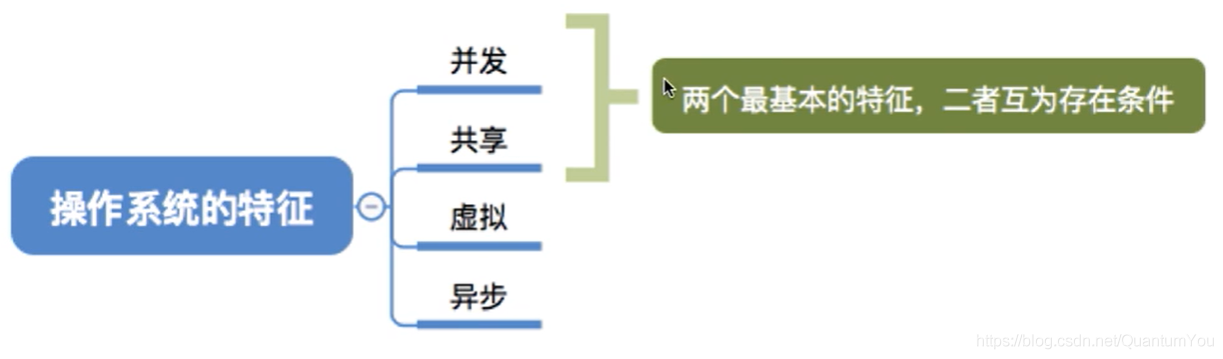 并发
两个最基本的特征，二者互为存在条件
共享
操作系统的特征
虚拟
异步
https://blog.csdn.net/QuantumYou